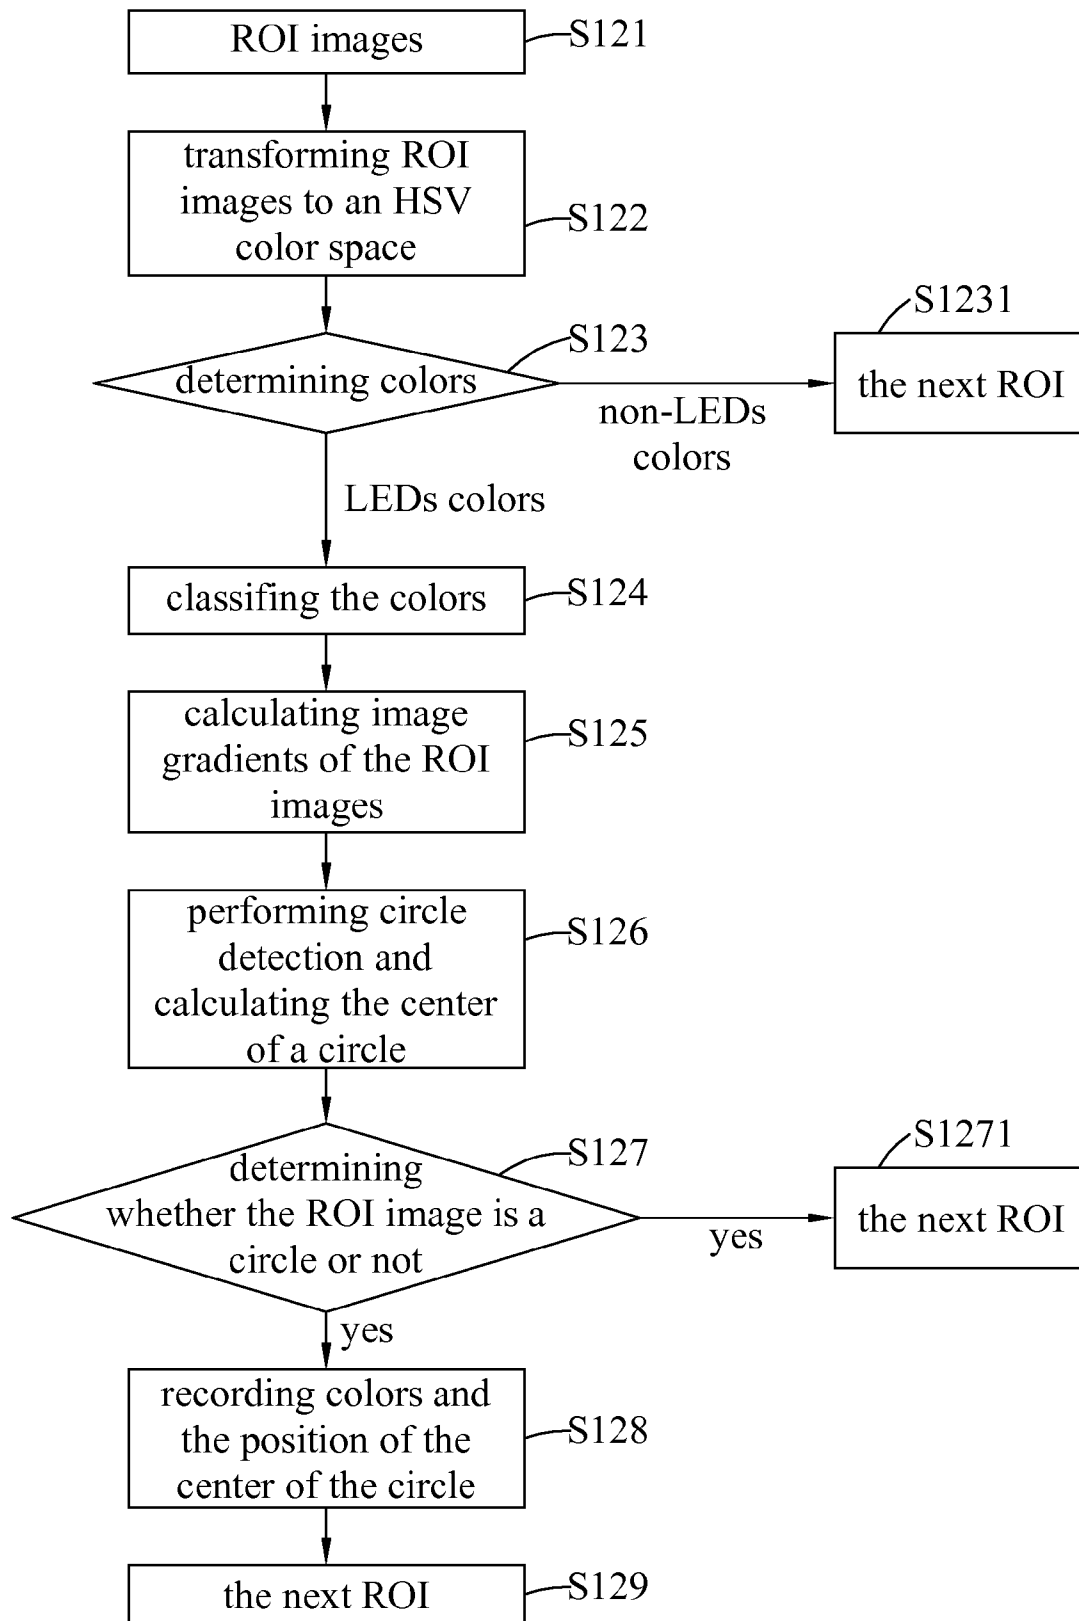 ROI images
S121
transforming ROI
images to an HSV
color space
S122
S1231
S123
determining colors
the next ROI
non-LEDs
colors
LEDs colors
classifing the colors
S124
calculating image
gradients of the ROI
images
S125
performing circle
detection and
calculating the center
of a circle
S126
S1271
S127
determining
whether the ROI image is a
circle or not
the next ROI
yes
yes
recording colors and
the position of the
center of the circle
S128
the next ROI
S129